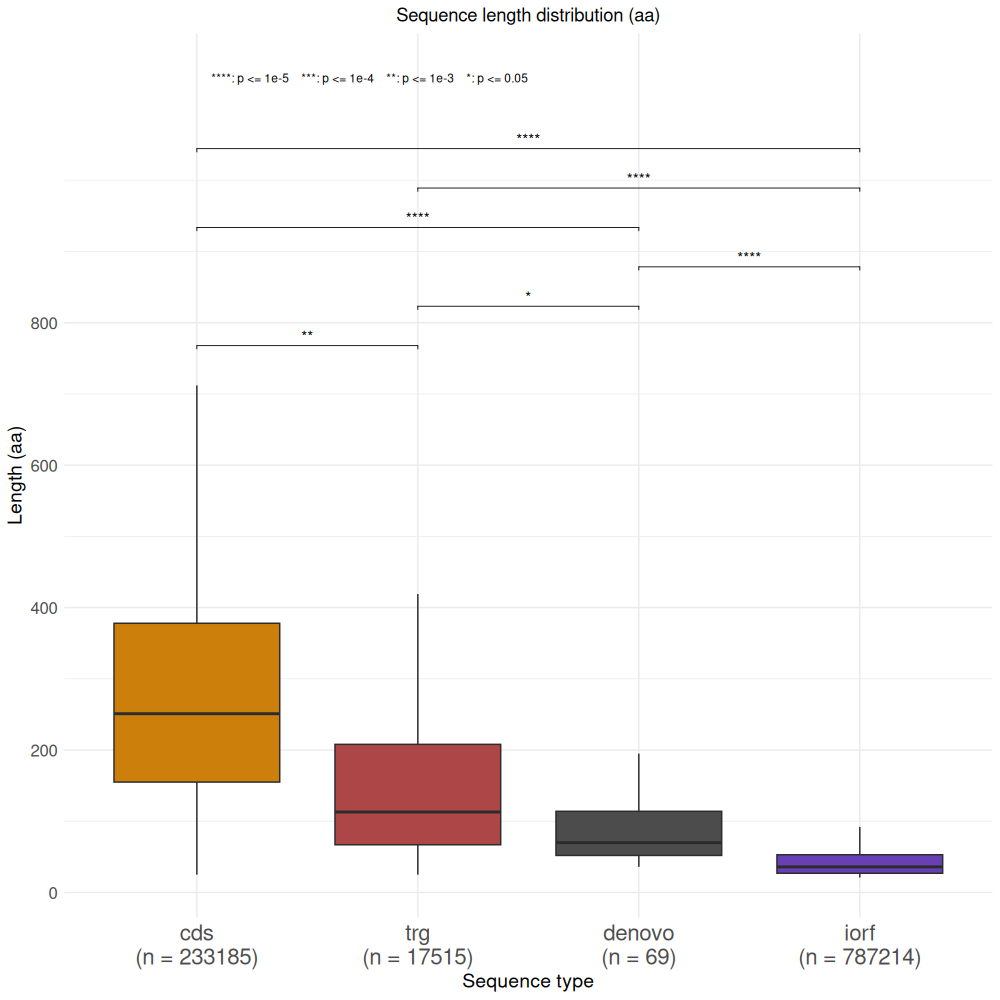 Sequence length distribution (aa)
****: p <= 1e-5 ***: p <= 1e-4 **: p <= 1e-3 *: p <= 0.05
****
****
****
****
*
**
Length (aa)
800
600
400
200
0
cds trg denovo iorf
(n = 233185) (n = 17515) (n = 69) (n = 787214)
Sequence type